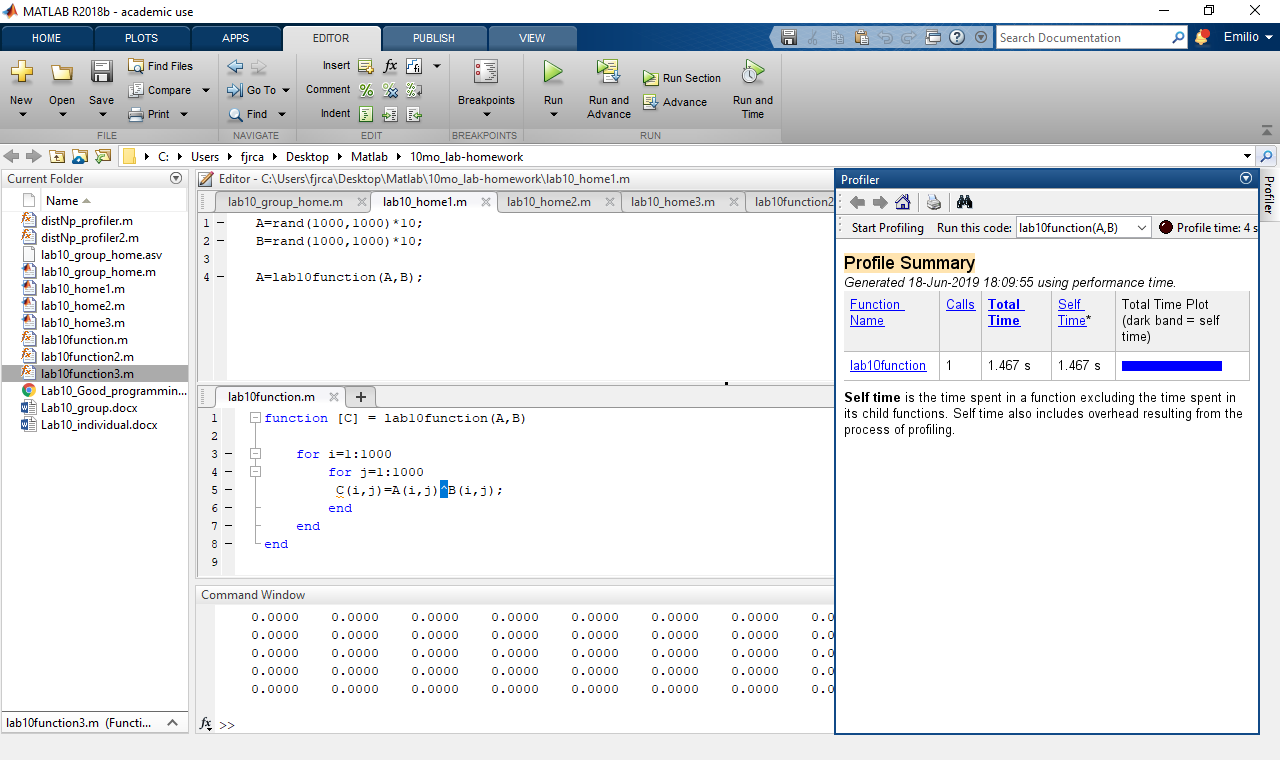 MATLAB R2018b - academic use
HOME PLOTS APPS EDITOR PUBLISH VIEW
Search Documentation
Emilio
New
Open
Save
Find Files
Compare
Print
FILE
Go To
Find
NAVIGATE
Insert
Comment
Indent
EDIT
Breakpoints
BREAKPOINTS
Run
Run and
Advance
Run Section
Advance
Run and
Time
RUN
C: Users fjrca Desktop Matlab 10mo_lab-homework
Current Folder
Name
distNp_profiler.m
distNp_profiler2.m
lab10_group_home.asv
lab10_group_home.m
lab10_home1.m
lab10_home2.m
lab10_home3.m
lab10function.m
lab10function2.m
lab10function3.m
Lab10_Good_programmin...
Lab10_group.docx
Lab10_individual.docx
lab10function3.m (Functi...
Editor - C:\Users\fjrca\Desktop\Matlab\10mo_lab-homework\lab10_home1.m
lab10_group_home.m lab10_home1.m lab10_home2.m lab10_home3.m lab10function2
1 A=rand(1000,1000)*10;
2 B=rand(1000,1000)*10;
3
4 A=lab10function(A,B);
lab10function.m
1 function [C] = lab10function(A,B)
2
3 for i=1:1000
4 for j=1:1000
5 C(i,j)=A(i,j)^B(i,j);
6 end
7 end
8 end
9
Command Window
0.0000 0.0000 0.0000 0.0000 0.0000 0.0000 0.0000 0.0
0.0000 0.0000 0.0000 0.0000 0.0000 0.0000 0.0000 0.0
0.0000 0.0000 0.0000 0.0000 0.0000 0.0000 0.0000 0.0
0.0000 0.0000 0.0000 0.0000 0.0000 0.0000 0.0000 0.0
0.0000 0.0000 0.0000 0.0000 0.0000 0.0000 0.0000 0.0
fx >>
Profiler
Start Profiling Run this code: lab10function(A,B) Profile time: 4 s
Profile Summary
Generated 18-Jun-2019 18:09:55 using performance time.
Function Name Calls Total Time Self Time* Total Time Plot
(dark band = self
time)
lab10function 1 1.467 s 1.467 s
Self time is the time spent in a function excluding the time spent in
its child functions. Self time also includes overhead resulting from the
process of profiling.
Profiler